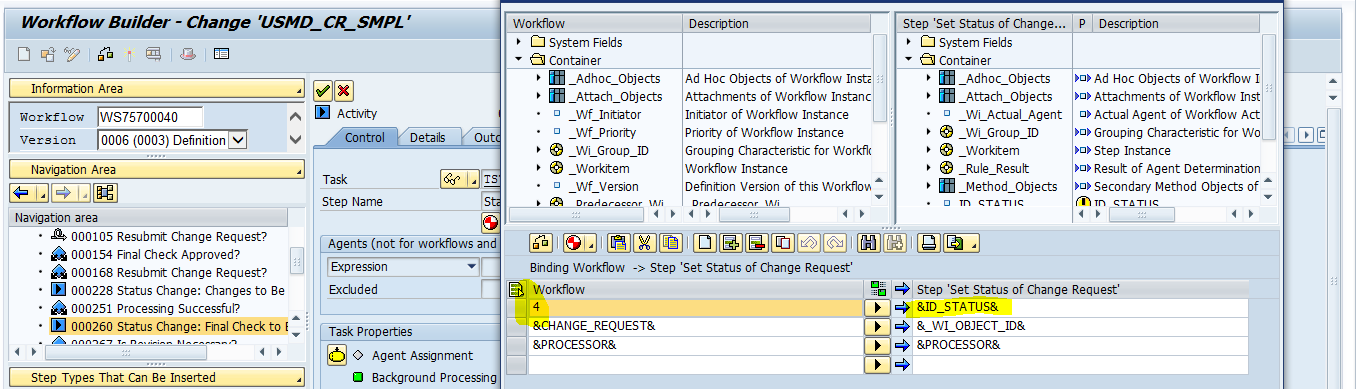 Workflow Builder - Change 'USMD_CR_SMPL'
Information Area
Workflow WS75700040
Version 0006 (0003) Definition
Navigation Area
Navigation area
000105 Resubmit Change Request?
000154 Final Check Approved?
000168 Resubmit Change Request?
000228 Status Change: Changes to Be
000251 Processing Successful?
000260 Status Change: Final Check to B
000267 Is Revision Necessary?
Step Types That Can Be Inserted
Activity
Control Details Outc
Task TS
Step Name Sta
Agents (not for workflows and
Expression
Excluded
Task Properties
Agent Assignment
Background Processing
Workflow Description
System Fields
Container
_Adhoc_Objects Ad Hoc Objects of Workflow Insta
_Attach_Objects Attachments of Workflow Instanc
_Wf_Initiator Initiator of Workflow Instance
_Wf_Priority Priority of Workflow Instance
_Wi_Group_ID Grouping Characteristic for Workfl
_Workitem Workflow Instance
_Wf_Version Definition Version of this Workflow
_Predecessor_Wi _Predecessor_Wi
Step 'Set Status of Change... P Description
System Fields
Container
_Adhoc_Objects Ad Hoc Objects of Workflow I
_Attach_Objects Attachments of Workflow Inst
_Wi_Actual_Agent Actual Agent of Workflow Act
_Wi_Group_ID Grouping Characteristic for Wo
_Workitem Step Instance
_Rule_Result Result of Agent Determination
_Method_Objects Secondary Method Objects of
ID_STATUS ID_STATUS
Binding Workflow -> Step 'Set Status of Change Request'
Workflow Step 'Set Status of Change Request'
4 &ID_STATUS&
&CHANGE_REQUEST& &_WI_OBJECT_ID&
&PROCESSOR& &PROCESSOR&